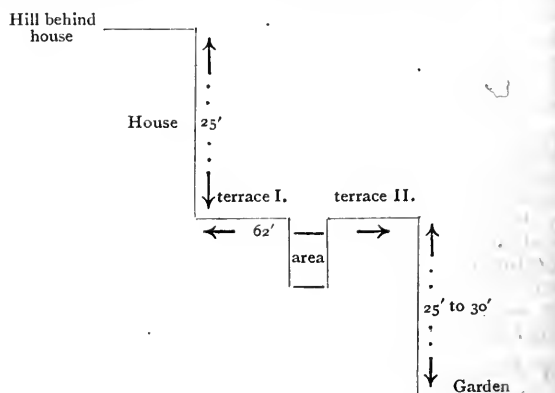 Hill behind
house
House
25'
terrace I.
terrace II.
62'
area
25' to 30'
Garden